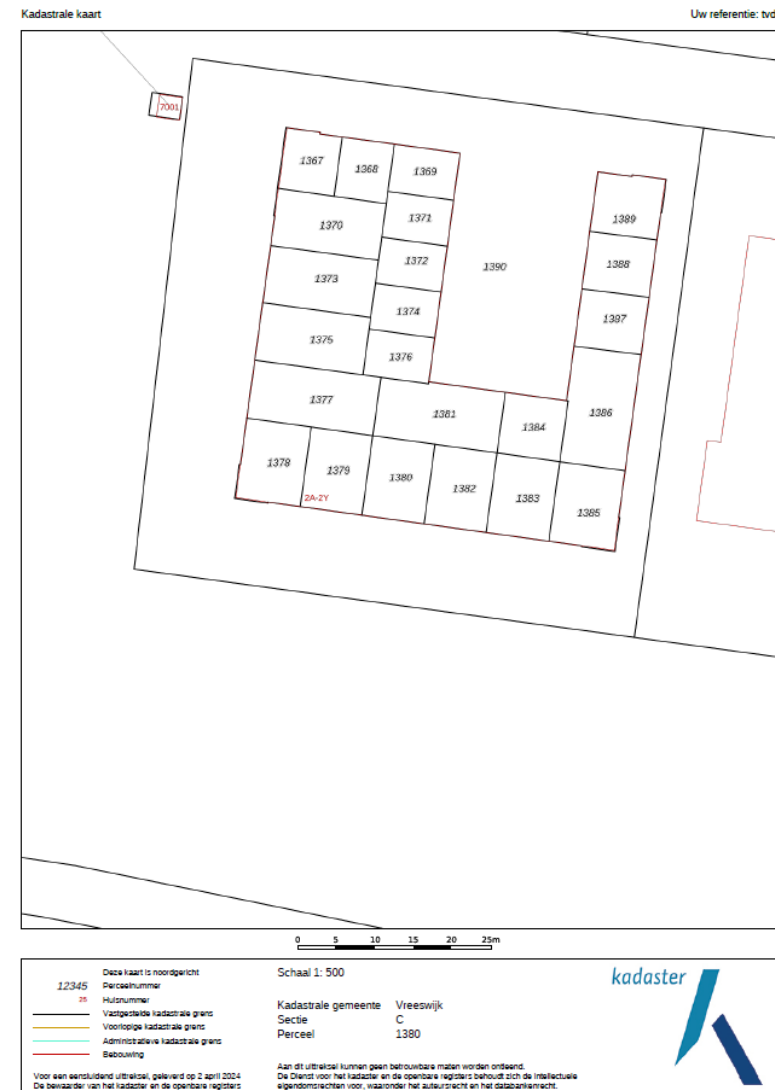 Kadastrale kaart
Uw referentie: tvd
7001
1367
1368
1369
1370
1371
1389
1372
1390
1388
1373
1374
1387
1375
1376
1377
1381
1386
1384
1378
1379
1380
1382
1383
1385
2A-2Y
0 5 10 15 20 25m
Deze kaart is noordgericht
12345 Perceelnummer
25 Huisnummer
Vastgestelde kadastrale grens
Voorlopige kadastrale grens
Administratieve kadastrale grens
Bebouwing
Voor een eensluidend uittreksel, geleverd op 2 april 2024
De bewaarder van het kadaster en de openbare registers
Schaal 1: 500
Kadastrale gemeente Vreeswijk
Sectie C
Perceel 1380
Aan dit uittreksel kunnen geen betrouwbare maten worden ontleend.
De Dienst voor het kadaster en de openbare registers behoudt zich de intellectuele
eigendomsrechten voor, waaronder het auteursrecht en het databankenrecht.
kadaster